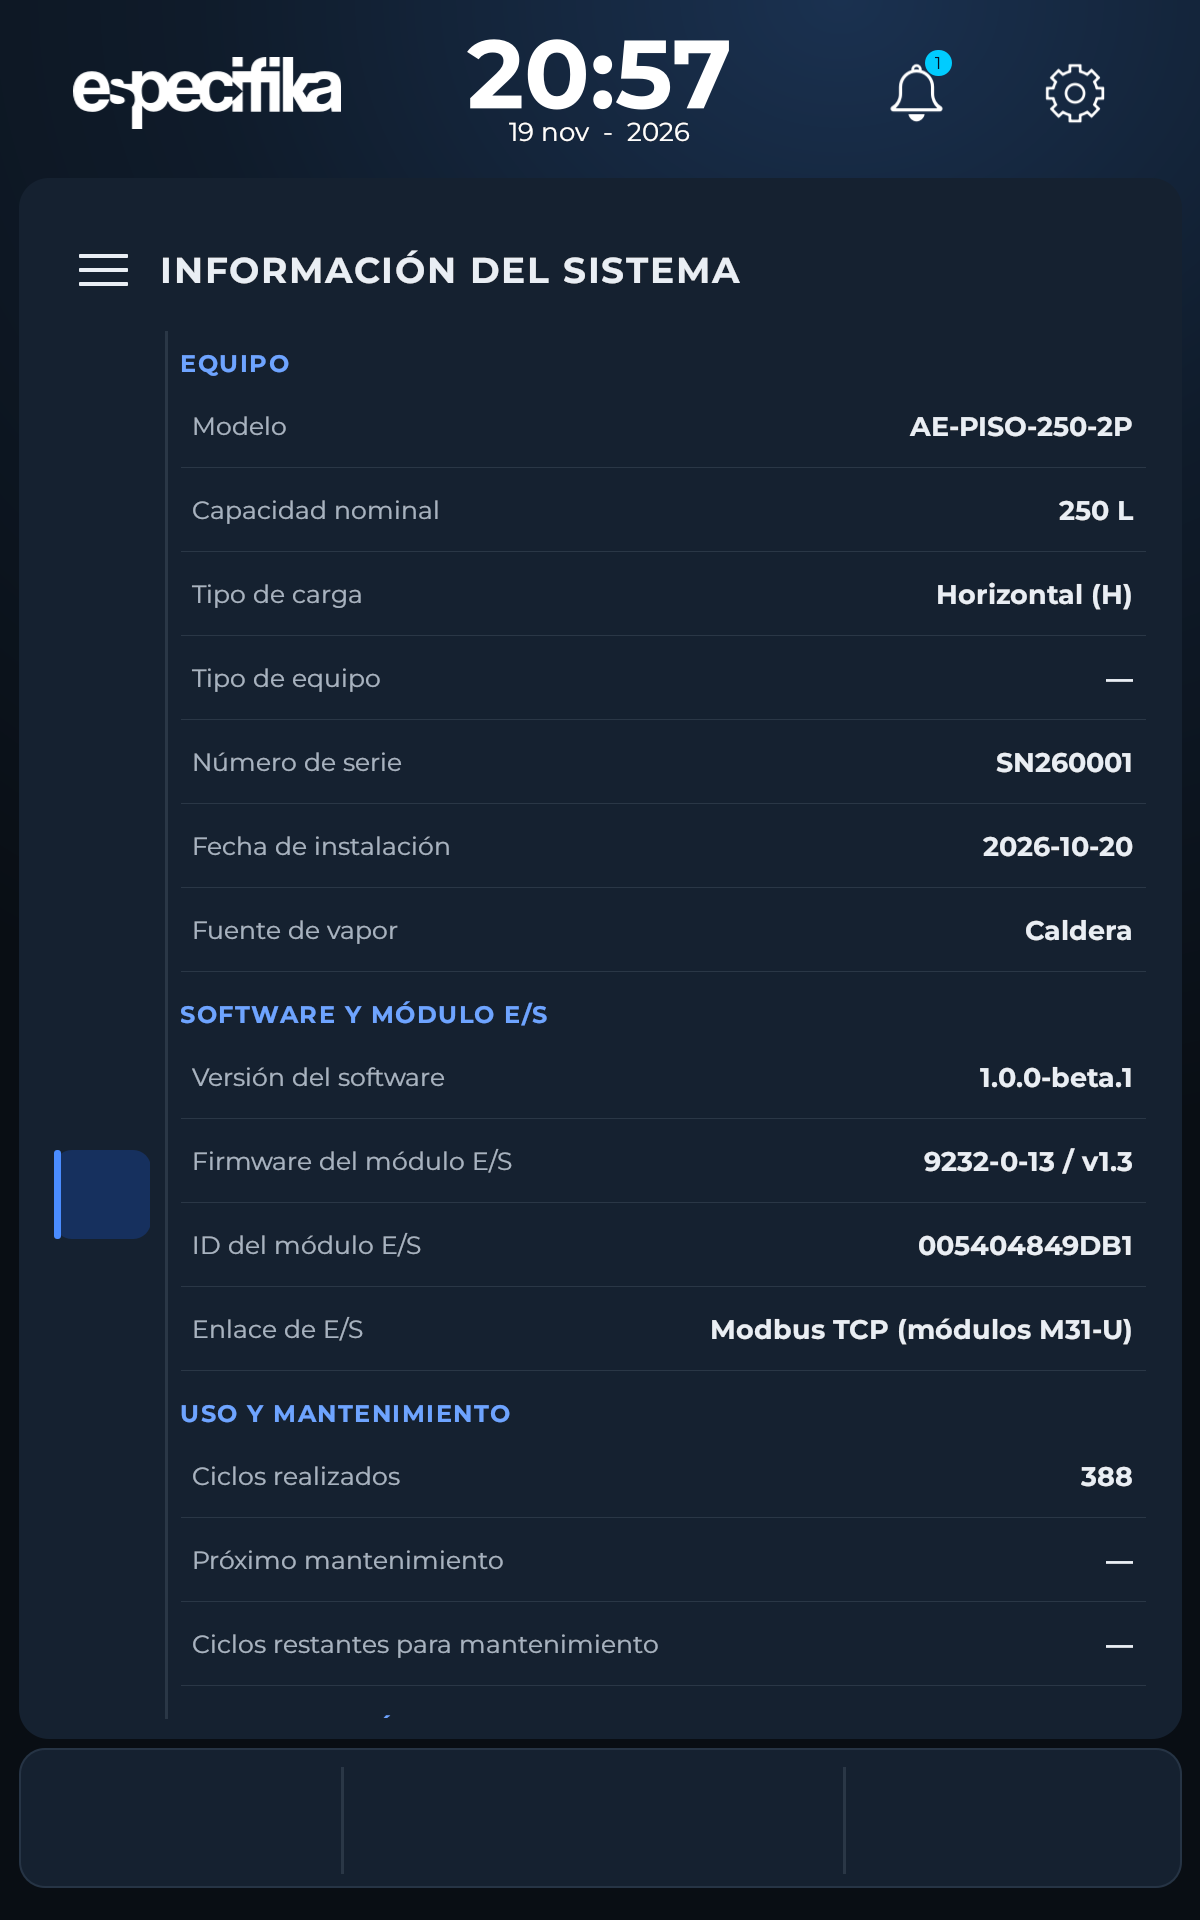 especifika
20:57
19 nov - 2026
1
INFORMACIÓN DEL SISTEMA
EQUIPO
Modelo AE-PISO-250-2P
Capacidad nominal 250 L
Tipo de carga Horizontal (H)
Tipo de equipo —
Número de serie SN260001
Fecha de instalación 2026-10-20
Fuente de vapor Caldera
SOFTWARE Y MÓDULO E/S
Versión del software 1.0.0-beta.1
Firmware del módulo E/S 9232-0-13 / v1.3
ID del módulo E/S 005404849DB1
Enlace de E/S Modbus TCP (módulos M31-U)
USO Y MANTENIMIENTO
Ciclos realizados 388
Próximo mantenimiento —
Ciclos restantes para mantenimiento —